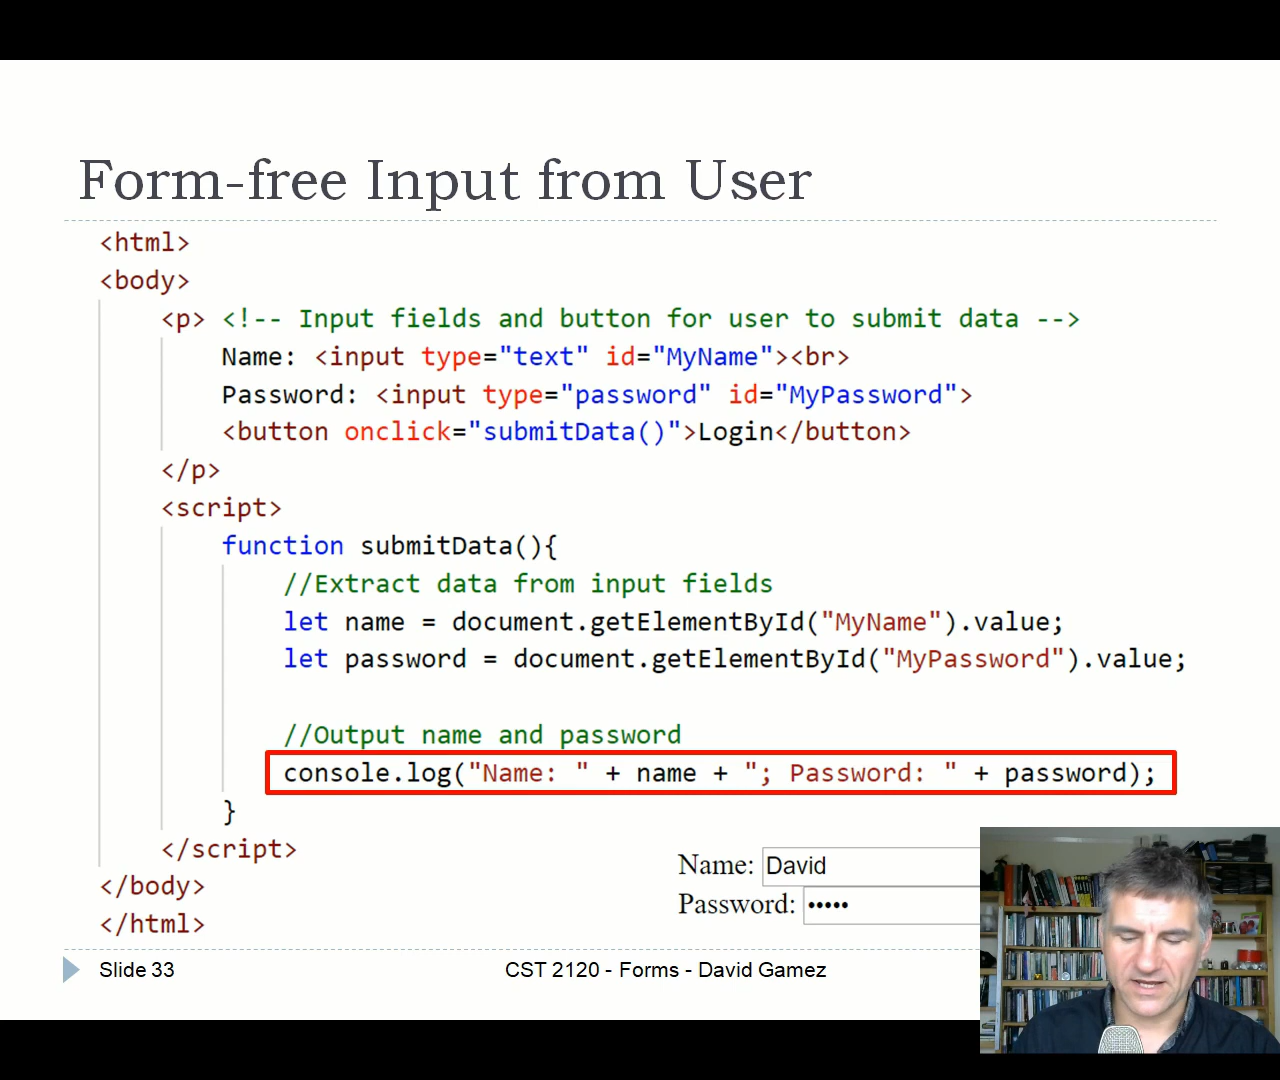 Form-free Input from User
<html>
<body>
<p> <!-- Input fields and button for user to submit data -->
Name: <input type="text" id="MyName"><br>
Password: <input type="password" id="MyPassword">
<button onclick="submitData()">Login</button>
</p>
<script>
function submitData(){
//Extract data from input fields
let name = document.getElementById("MyName").value;
let password = document.getElementById("MyPassword").value;
//Output name and password
console.log("Name: " + name + "; Password: " + password);
}
</script>
</body>
</html>
Name: David
Password: •••••
Slide 33
CST 2120 - Forms - David Gamez